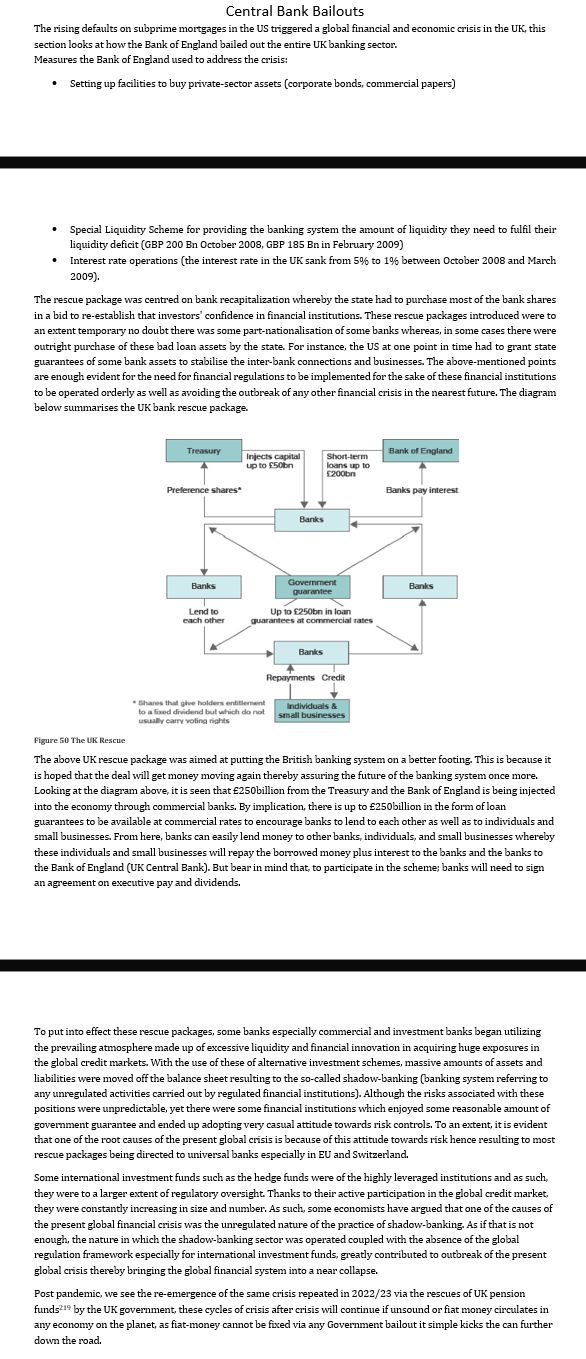 Central Bank Bailouts
The rising defaults on subprime mortgages in the US triggered a global financial and economic crisis in the UK, this
section looks at how the Bank of England bailed out the entire UK banking sector.
Measures the Bank of England used to address the crisis:
• Setting up facilities to buy private-sector assets (corporate bonds, commercial papers)
• Special Liquidity Scheme for providing the banking system the amount of liquidity they need to fulfil their
liquidity deficit (GBP 200 Bn October 2008, GBP 185 Bn in February 2009)
• Interest rate operations (the interest rate in the UK sank from 5% to 1% between October 2008 and March
2009).
The rescue package was centred on bank recapitalization whereby the state had to purchase most of the bank shares
in a bid to re-establish that investors' confidence in financial institutions. These rescue packages introduced were to
an extent temporary no doubt there was some part-nationalisation of some banks whereas, in some cases there were
outright purchase of these bad loan assets by the state. For instance, the US at one point in time had to grant state
guarantees of some bank assets to stabilise the inter-bank connections and businesses. The above-mentioned points
are enough evident for the need for financial regulations to be implemented for the sake of these financial institutions
to be operated orderly as well as avoiding the outbreak of any other financial crisis in the nearest future. The diagram
below summarises the UK bank rescue package.
Treasury
Injects capital
up to £50bn
Short-term
loans up to
£200bn
Bank of England
Preference shares*
Banks pay interest
Banks
Banks
Government
guarantee
Banks
Lend to
each other
Up to £250bn in loan
guarantees at commercial rates
Banks
Repayments Credit
* Shares that give holders entitlement
to a fixed dividend but which do not
usually carry voting rights
Individuals &
small businesses
Figure 50 The UK Rescue
The above UK rescue package was aimed at putting the British banking system on a better footing. This is because it
is hoped that the deal will get money moving again thereby assuring the future of the banking system once more.
Looking at the diagram above, it is seen that £250billion from the Treasury and the Bank of England is being injected
into the economy through commercial banks. By implication, there is up to £250billion in the form of loan
guarantees to be available at commercial rates to encourage banks to lend to each other as well as to individuals and
small businesses. From here, banks can easily lend money to other banks, individuals, and small businesses whereby
these individuals and small businesses will repay the borrowed money plus interest to the banks and the banks to
the Bank of England (UK Central Bank). But bear in mind that, to participate in the scheme; banks will need to sign
an agreement on executive pay and dividends.
To put into effect these rescue packages, some banks especially commercial and investment banks began utilizing
the prevailing atmosphere made up of excessive liquidity and financial innovation in acquiring huge exposures in
the global credit markets. With the use of these of alternative investment schemes, massive amounts of assets and
liabilities were moved off the balance sheet resulting to the so-called shadow-banking (banking system referring to
any unregulated activities carried out by regulated financial institutions). Although the risks associated with these
positions were unpredictable, yet there were some financial institutions which enjoyed some reasonable amount of
government guarantee and ended up adopting very casual attitude towards risk controls. To an extent, it is evident
that one of the root causes of the present global crisis is because of this attitude towards risk hence resulting to most
rescue packages being directed to universal banks especially in EU and Switzerland.
Some international investment funds such as the hedge funds were of the highly leveraged institutions and as such,
they were to a larger extent of regulatory oversight. Thanks to their active participation in the global credit market,
they were constantly increasing in size and number. As such, some economists have argued that one of the causes of
the present global financial crisis was the unregulated nature of the practice of shadow-banking. As if that is not
enough, the nature in which the shadow-banking sector was operated coupled with the absence of the global
regulation framework especially for international investment funds, greatly contributed to outbreak of the present
global crisis thereby bringing the global financial system into a near collapse.
Post pandemic, we see the re-emergence of the same crisis repeated in 2022/23 via the rescues of UK pension
funds²¹⁹ by the UK government, these cycles of crisis after crisis will continue if unsound or fiat money circulates in
any economy on the planet, as fiat-money cannot be fixed via any Government bailout it simple kicks the can further
down the road.